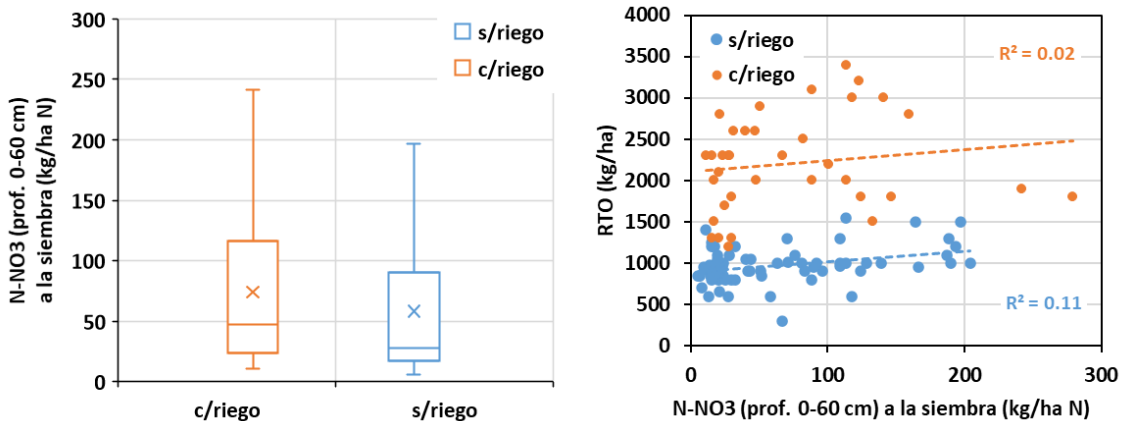 300
250
200
150
100
50
0
N-NO3 (prof. 0-60 cm)
a la siembra (kg/ha N)
s/riego
c/riego
c/riego
s/riego
4000
3500
3000
2500
2000
1500
1000
500
0
RTO (kg/ha)
s/riego
c/riego
R² = 0.02
R² = 0.11
0
100
200
300
N-NO3 (prof. 0-60 cm) a la siembra (kg/ha N)